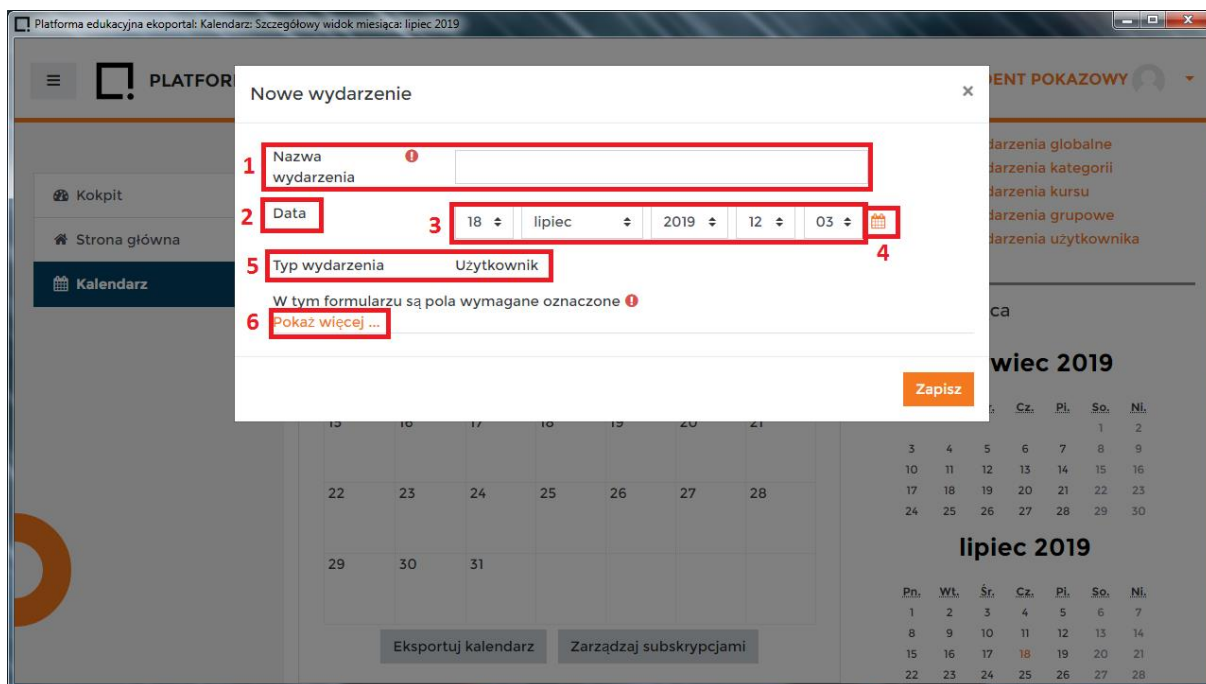 Platforma edukacyjna ekoportal: Kalendarz: Szczegółowy widok miesiąca: lipiec 2019
PLATFOR
ENT POKAZOWY
Nowe wydarzenie ×
1 Nazwa wydarzenia
2 Data
3 18 lipiec 2019 12 03
4
5 Typ wydarzenia Użytkownik
W tym formularzu są pola wymagane oznaczone
6 Pokaż więcej ...
Zapisz
Kokpit
Strona główna
Kalendarz
darzenia globalne
darzenia kategorii
darzenia kursu
darzenia grupowe
darzenia użytkownika
15 16 17 18 19 20 21
22 23 24 25 26 27 28
29 30 31
Eksportuj kalendarz Zarządzaj subskrypcjami
ca
wiec 2019
Cz. Pi. So. Ni.
1 2
3 4 5 6 7 8 9
10 11 12 13 14 15 16
17 18 19 20 21 22 23
24 25 26 27 28 29 30
lipiec 2019
Pn. Wt. Śr. Cz. Pi. So. Ni.
1 2 3 4 5 6 7
8 9 10 11 12 13 14
15 16 17 18 19 20 21
22 23 24 25 26 27 28